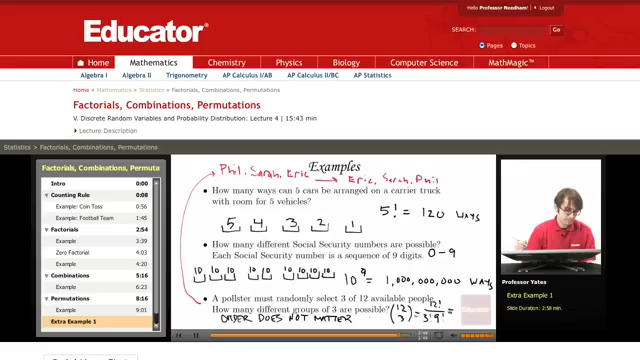 Hello Professor Needham! Logout
Educator
SEARCH: Go
Pages Topics
Home Mathematics Chemistry Physics Biology Computer Science MathMagic™
Algebra I Algebra II Trigonometry AP Calculus I/AB AP Calculus II/BC AP Statistics
Home » Mathematics » Statistics » Factorials, Combinations, Permutations
Factorials, Combinations, Permutations
V. Discrete Random Variables and Probability Distribution: Lecture 4 | 15:43 min
Lecture Description
Statistics > Factorials, Combinations, Permutations
Factorials, Combinations, Permuta
Intro 0:00
Counting Rule 0:08
Example: Coin Toss 0:56
Example: Football Team 1:45
Factorials 2:54
Example 3:39
Zero Factorial 4:03
Example 4:20
Combinations 5:16
Example 6:23
Permutations 8:16
Example 9:01
Extra Example 1
Phil, Sarah, Eric Examples
Eric, Sarah, Phil
• How many ways can 5 cars be arranged on a carrier truck with room for 5 vehicles?
5! = 120 WAYS
5 4 3 2 1
• How many different Social Security numbers are possible?
Each Social Security number is a sequence of 9 digits. 0-9
10 10 10 10 10 10 10 10 10
10^9 = 1,000,000,000 WAYS
• A pollster must randomly select 3 of 12 available people.
How many different groups of 3 are possible?
ORDER DOES NOT MATTER (12 3) = 12!/3!9! =
Professor Yates
Extra Example 1
Slide Duration: 2:58 min.